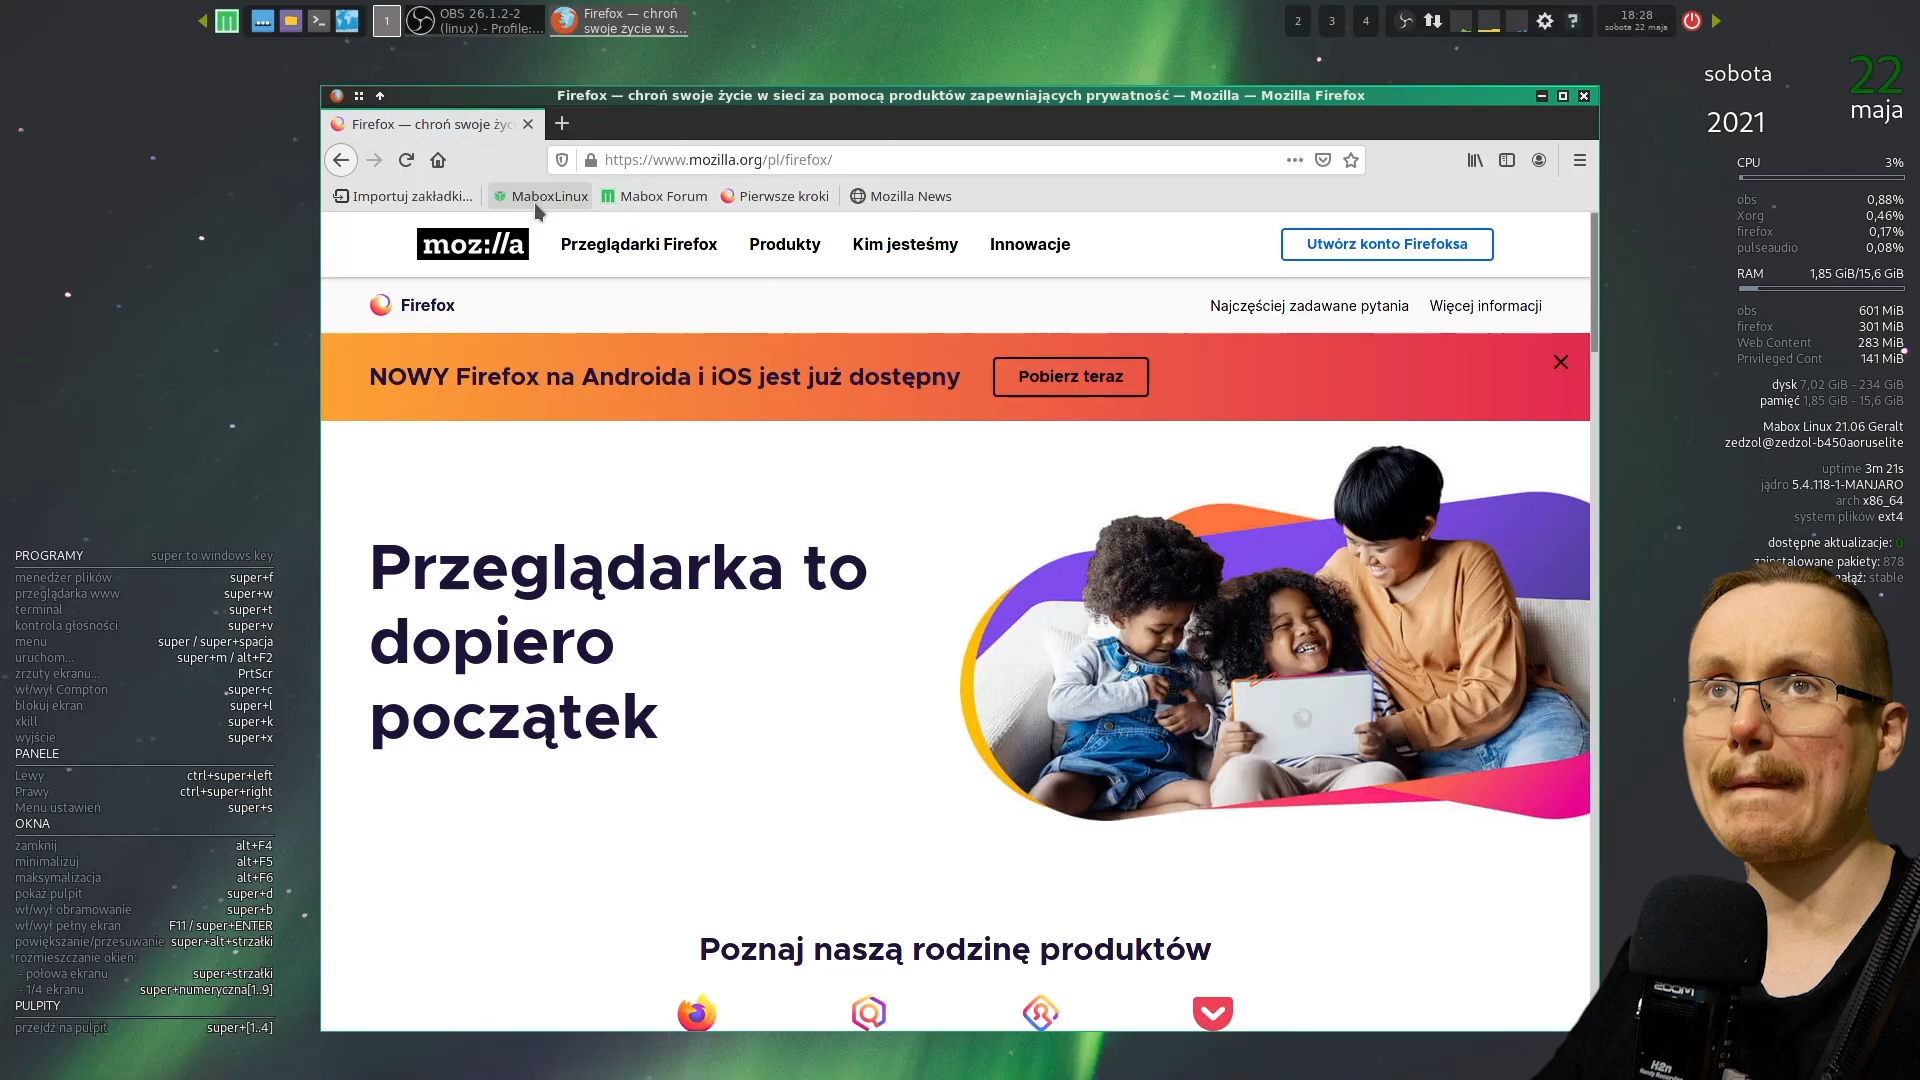 1
OBS 26.1.2-2
(linux) - Profile:...
Firefox — chroń
swoje życie w s...
2
3
4
18:28
sobota 22 maja
sobota
22
maja
2021
Firefox — chroń swoje życie w sieci za pomocą produktów zapewniających prywatność — Mozilla — Mozilla Firefox
Firefox — chroń swoje życ
https://www.mozilla.org/pl/firefox/
Importuj zakładki...
MaboxLinux
Mabox Forum
Pierwsze kroki
Mozilla News
moz://a
Przeglądarki Firefox
Produkty
Kim jesteśmy
Innowacje
Utwórz konto Firefoksa
Firefox
Najczęściej zadawane pytania
Więcej informacji
NOWY Firefox na Androida i iOS jest już dostępny
Pobierz teraz
Przeglądarka to
dopiero
początek
Poznaj naszą rodzinę produktów
CPU 3%
obs 0,88%
Xorg 0,46%
firefox 0,17%
pulseaudio 0,08%
RAM 1,85 GiB/15,6 GiB
obs 601 MiB
firefox 301 MiB
Web Content 283 MiB
Privileged Cont 141 MiB
dysk 7,02 GiB - 234 GiB
pamięć 1,85 GiB - 15,6 GiB
Mabox Linux 21.06 Geralt
zedzol@zedzol-b450aoruselite
uptime 3m 21s
jądro 5.4.118-1-MANJARO
arch x86_64
system plików ext4
dostępne aktualizacje: 0
zainstalowane pakiety: 878
gałąź: stable
PROGRAMY super to windows key
menedżer plików super+f
przeglądarka www super+w
terminal super+t
kontrola głośności super+v
menu super / super+spacja
uruchom... super+m / alt+F2
zrzuty ekranu... PrtScr
wł/wył Compton super+c
blokuj ekran super+l
xkill super+k
wyjście super+x
PANELE
Lewy ctrl+super+left
Prawy ctrl+super+right
Menu ustawień super+s
OKNA
zamknij alt+F4
minimalizuj alt+F5
maksymalizacja alt+F6
pokaż pulpit super+d
wł/wył obramowanie super+b
wł/wył pełny ekran F11 / super+ENTER
powiększanie/przesuwanie super+alt+strzałki
rozmieszczanie okien:
- połowa ekranu super+strzałki
- 1/4 ekranu super+numeryczna[1..9]
PULPITY
przejdź na pulpit super+[1..4]
ZOOM
H2n
Handy Recorder